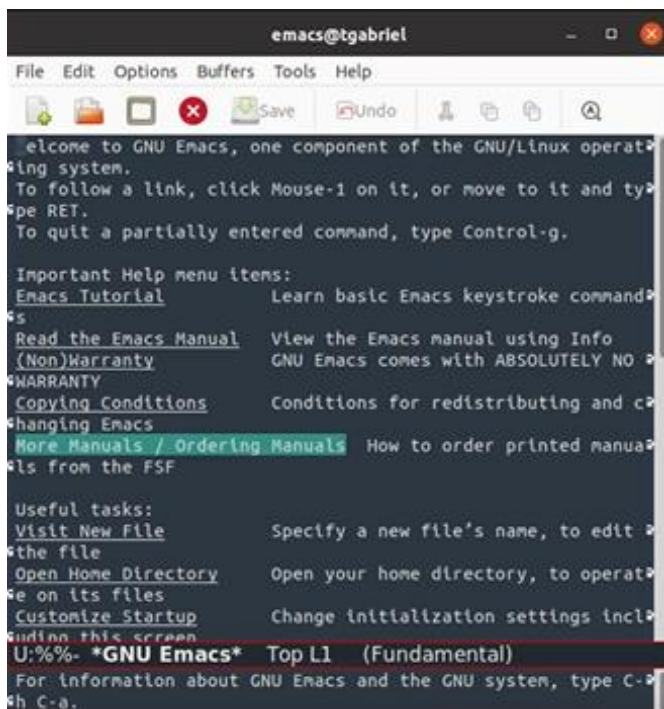 emacs@tgabriel
File Edit Options Buffers Tools Help
Save Undo
elcome to GNU Emacs, one component of the GNU/Linux operat
ing system.
To follow a link, click Mouse-1 on it, or move to it and ty
pe RET.
To quit a partially entered command, type Control-g.
Important Help menu items:
Emacs Tutorial Learn basic Emacs keystroke command
s
Read the Emacs Manual View the Emacs manual using Info
(Non)Warranty GNU Emacs comes with ABSOLUTELY NO
WARRANTY
Copying Conditions Conditions for redistributing and c
hanging Emacs
More Manuals / Ordering Manuals How to order printed manua
ls from the FSF
Useful tasks:
Visit New File Specify a new file's name, to edit
the file
Open Home Directory Open your home directory, to operat
e on its files
Customize Startup Change initialization settings incl
uding this screen
U:%%- *GNU Emacs* Top L1 (Fundamental)
For information about GNU Emacs and the GNU system, type C-
h C-a.